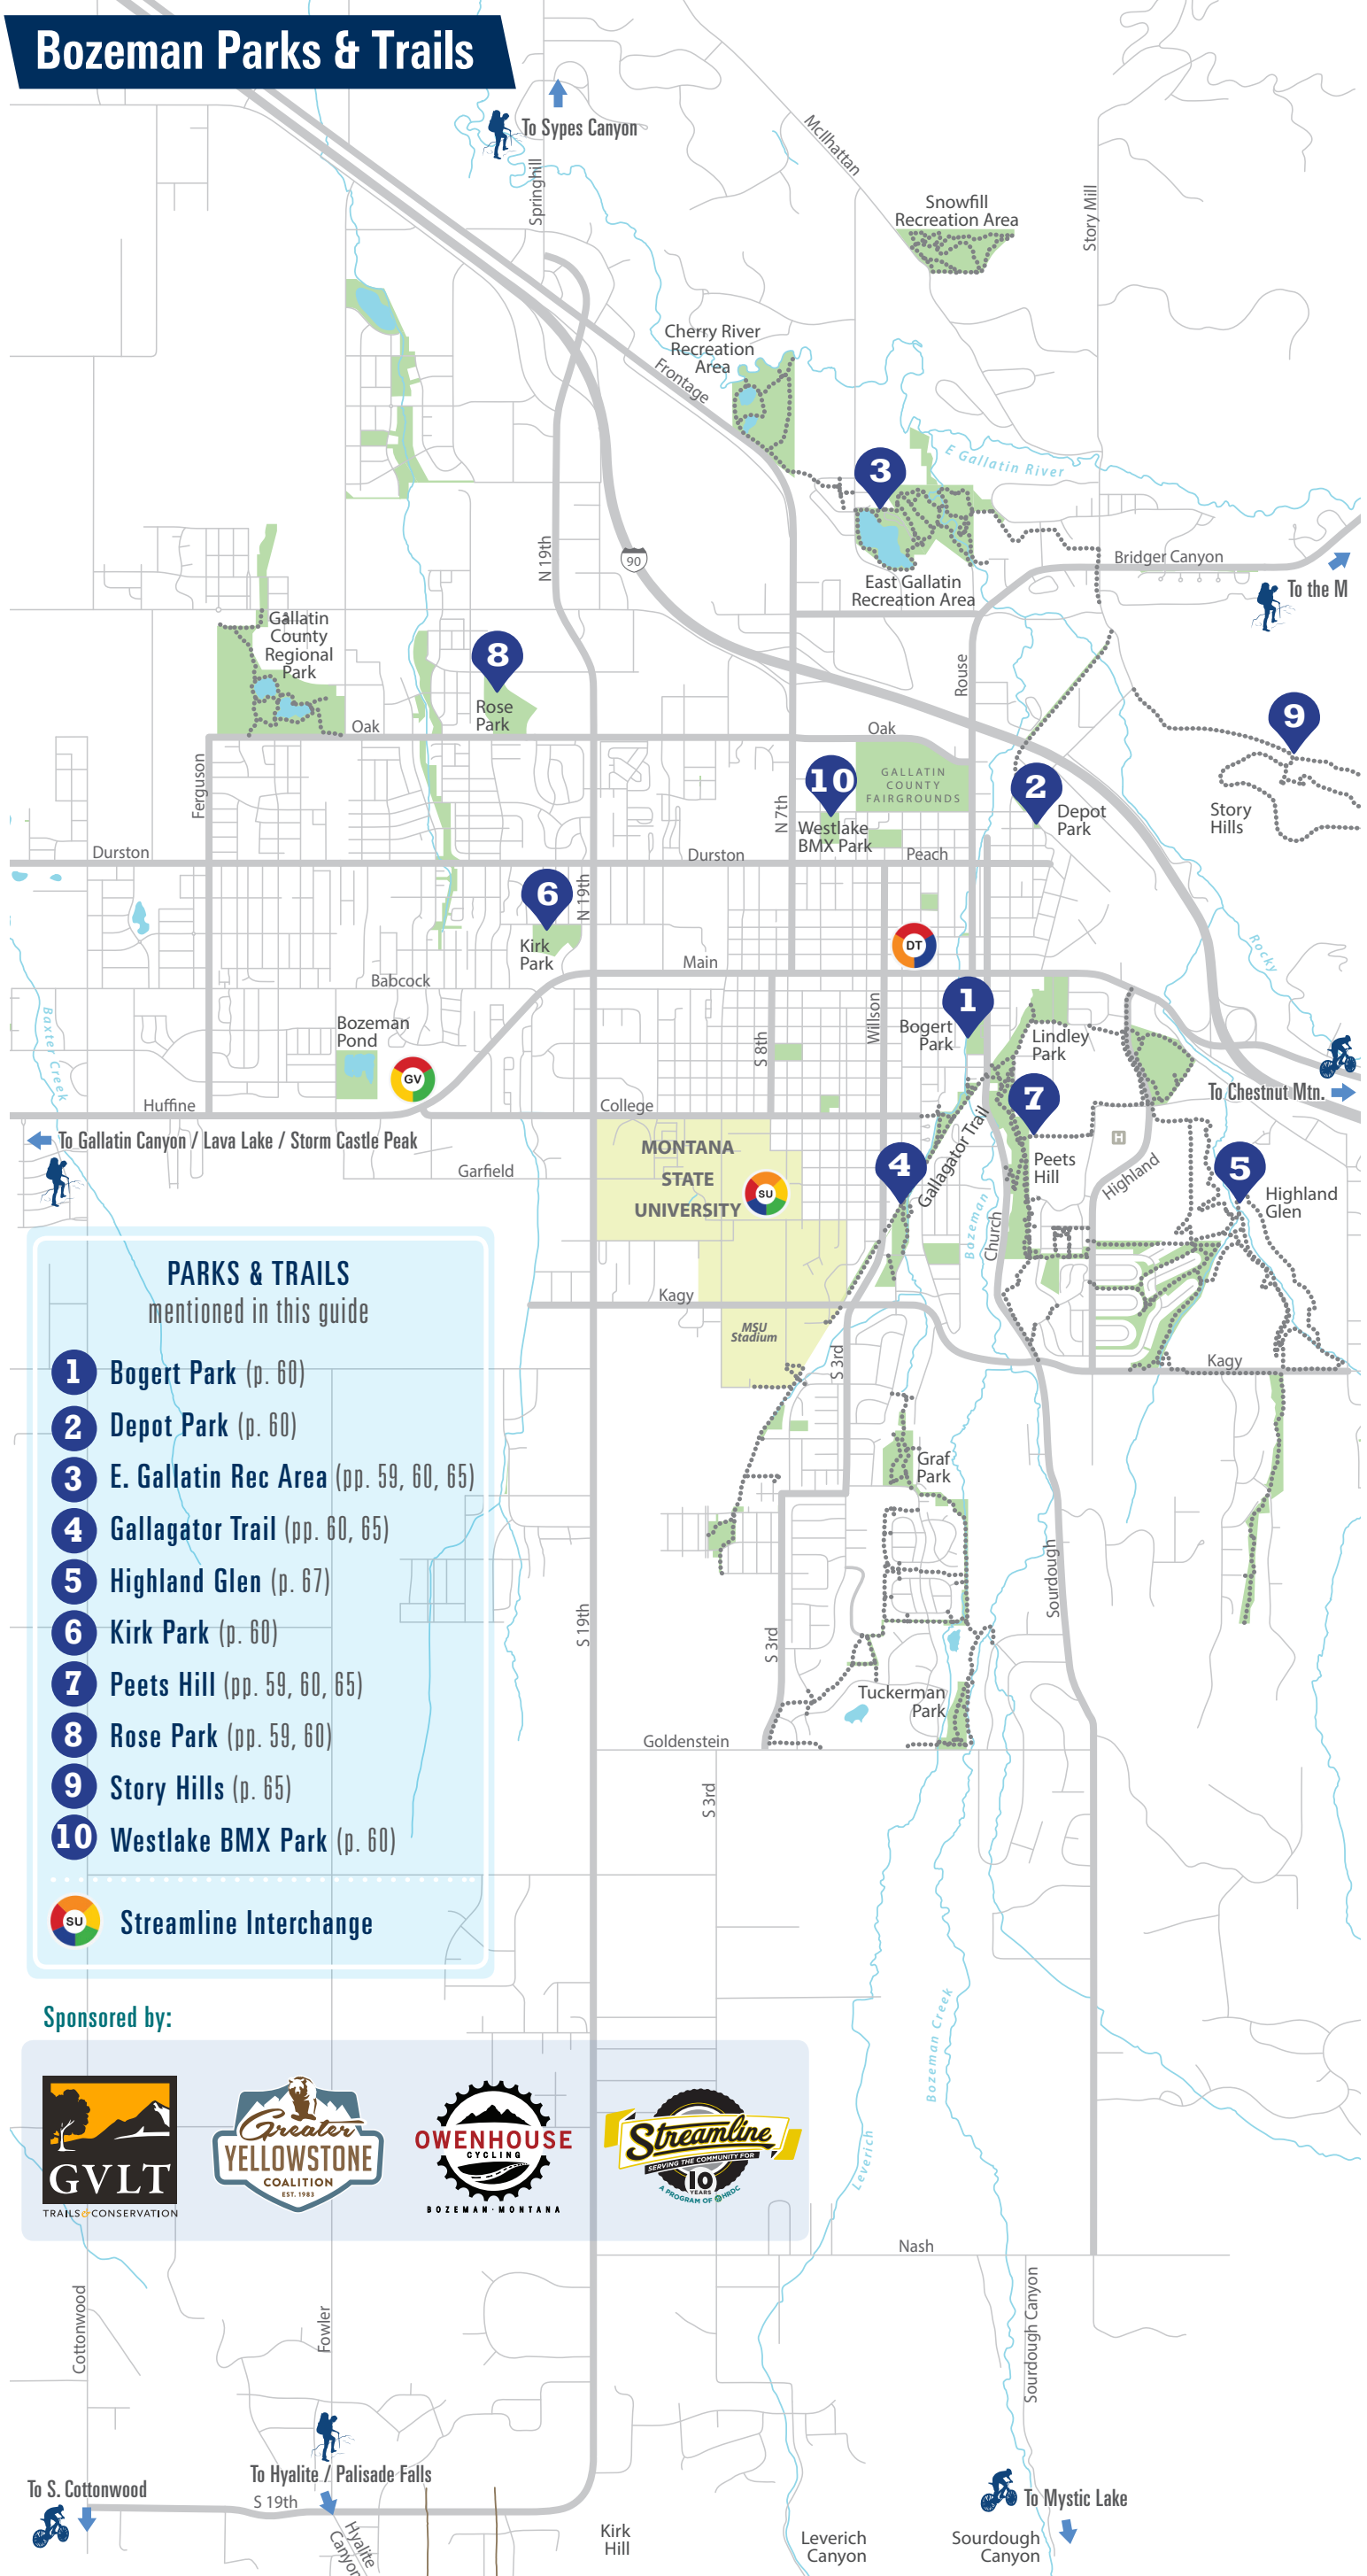 Bozeman Parks & Trails
To Sypes Canyon
Springhill
McIlhattan
Story Mill
Snowfill
Recreation Area
Cherry River
Recreation
Area
Frontage
3
E Gallatin River
N 19th
90
Bridger Canyon
East Gallatin
Recreation Area
To the M
Gallatin
County
Regional
Park
8
Rose
Park
Rouse
9
Oak
Oak
Ferguson
10
GALLATIN
COUNTY
FAIRGROUNDS
2
Depot
Park
Story
Hills
N 7th
Westlake
BMX Park
Durston
Durston
Peach
6
N 19th
Kirk
Park
DT
Rocky
Main
Babcock
1
Baxter Creek
Bozeman
Pond
Willson
Bogert
Park
Lindley
Park
S 8th
GV
7
To Chestnut Mtn.
Huffine
College
To Gallatin Canyon / Lava Lake / Storm Castle Peak
Garfield
MONTANA
STATE
UNIVERSITY
SU
4
Gallagator Trail
H
Peets
Hill
Highland
5
Highland
Glen
Bozeman
Church
Kagy
MSU
Stadium
S 3rd
Kagy
PARKS & TRAILS
mentioned in this guide
1 Bogert Park (p. 60)
2 Depot Park (p. 60)
3 E. Gallatin Rec Area (pp. 59, 60, 65)
4 Gallagator Trail (pp. 60, 65)
5 Highland Glen (p. 67)
6 Kirk Park (p. 60)
7 Peets Hill (pp. 59, 60, 65)
8 Rose Park (pp. 59, 60)
9 Story Hills (p. 65)
10 Westlake BMX Park (p. 60)
SU Streamline Interchange
Graf
Park
Sourdough
S 19th
S 3rd
Tuckerman
Park
Goldenstein
S 3rd
Sponsored by:
GVLT
TRAILS & CONSERVATION
Greater
YELLOWSTONE
COALITION
EST. 1983
OWENHOUSE
CYCLING
BOZEMAN · MONTANA
Streamline
SERVING THE COMMUNITY FOR
10
YEARS
A PROGRAM OF HRDC
Bozeman Creek
Leverich
Nash
Cottonwood
Fowler
Sourdough Canyon
To Hyalite / Palisade Falls
To S. Cottonwood
S 19th
Hyalite
Canyon
To Mystic Lake
Kirk
Hill
Leverich
Canyon
Sourdough
Canyon